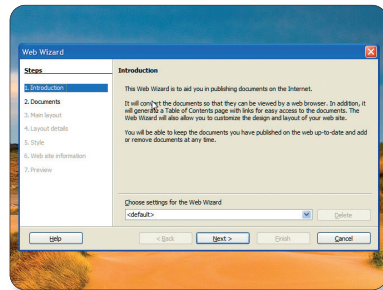 Web Wizard
Steps
1. Introduction
2. Documents
3. Main layout
4. Layout details
5. Style
6. Web site information
7. Preview
Introduction
This Web Wizard is to aid you in publishing documents on the Internet.
It will convert the documents so that they can be viewed by a web browser. In addition, it
will generate a Table of Contents page with links for easy access to the documents. The
Web Wizard will also allow you to customize the design and layout of your web site.
You will be able to keep the documents you have published on the web up-to-date and add
or remove documents at any time.
Choose settings for the Web Wizard
<default>
Delete
Help
< Back
Next >
Finish
Cancel